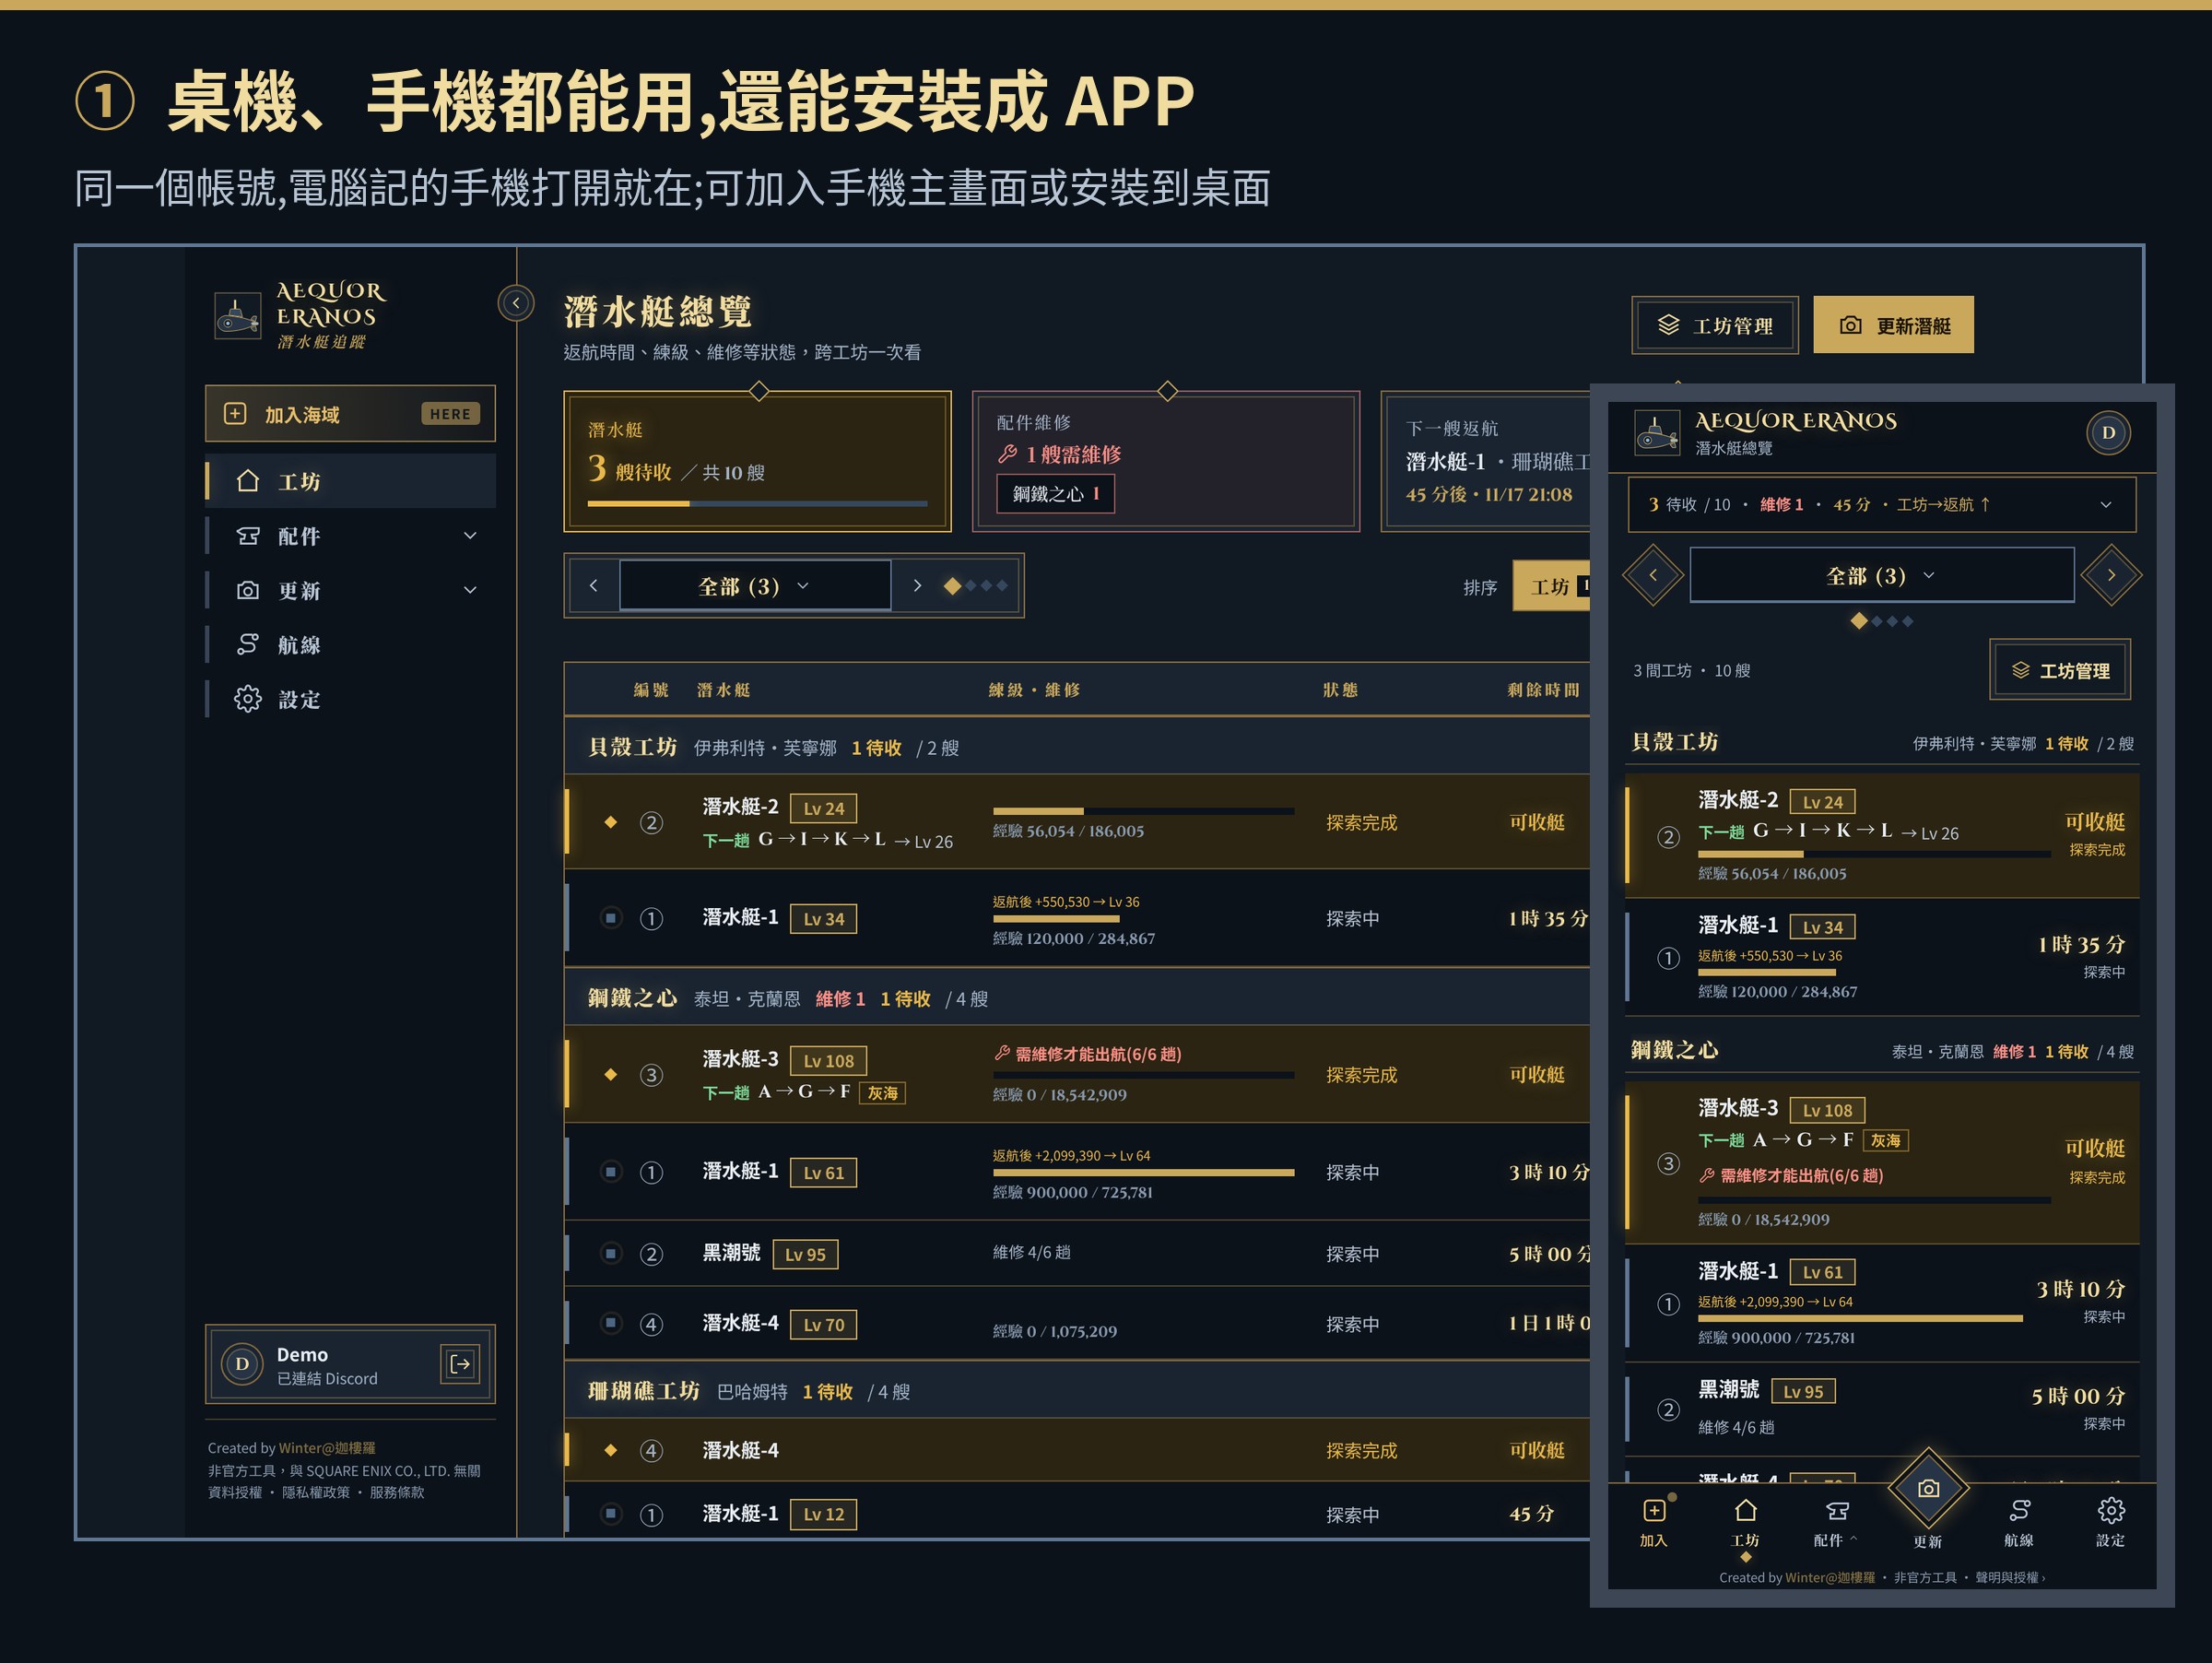 ① 桌機、手機都能用,還能安裝成 APP
同一個帳號,電腦記的手機打開就在;可加入手機主畫面或安裝到桌面
AEQUOR
ERANOS
潛水艇追蹤
加入海域 HERE
工坊
配件
更新
航線
設定
D
Demo
已連結 Discord
Created by Winter@迦樓羅
非官方工具,與 SQUARE ENIX CO., LTD. 無關
資料授權 · 隱私權政策 · 服務條款
潛水艇總覽
返航時間、練級、維修等狀態,跨工坊一次看
工坊管理
更新潛艇
潛水艇
3 艘待收 / 共 10 艘
配件維修
1 艘需維修
鋼鐵之心 1
下一艘返航
潛水艇-1 · 珊瑚礁工
45 分後 · 11/17 21:08
全部 (3)
排序 工坊
編號 潛水艇 練級 · 維修 狀態 剩餘時間
貝殼工坊 伊弗利特 · 芙寧娜 1 待收 / 2 艘
② 潛水艇-2 Lv 24
下一趟 G → I → K → L → Lv 26
經驗 56,054 / 186,005
探索完成 可收艇
① 潛水艇-1 Lv 34
返航後 +550,530 → Lv 36
經驗 120,000 / 284,867
探索中 1 時 35 分
鋼鐵之心 泰坦 · 克蘭恩 維修 1 1 待收 / 4 艘
③ 潛水艇-3 Lv 108
下一趟 A → G → F 灰海
需維修才能出航(6/6 趟)
經驗 0 / 18,542,909
探索完成 可收艇
① 潛水艇-1 Lv 61
返航後 +2,099,390 → Lv 64
經驗 900,000 / 725,781
探索中 3 時 10 分
② 黑潮號 Lv 95
維修 4/6 趟
探索中 5 時 00 分
④ 潛水艇-4 Lv 70
經驗 0 / 1,075,209
探索中 1 日 1 時 0
珊瑚礁工坊 巴哈姆特 1 待收 / 4 艘
④ 潛水艇-4 探索完成 可收艇
① 潛水艇-1 Lv 12 探索中 45 分
AEQUOR ERANOS
潛水艇總覽
D
3 待收 / 10 · 維修 1 · 45 分 · 工坊→返航 ↑
全部 (3)
3 間工坊 · 10 艘
工坊管理
貝殼工坊 伊弗利特 · 芙寧娜 1 待收 / 2 艘
② 潛水艇-2 Lv 24
下一趟 G → I → K → L → Lv 26
經驗 56,054 / 186,005
可收艇
探索完成
① 潛水艇-1 Lv 34
返航後 +550,530 → Lv 36
經驗 120,000 / 284,867
1 時 35 分
探索中
鋼鐵之心 泰坦 · 克蘭恩 維修 1 1 待收 / 4 艘
③ 潛水艇-3 Lv 108
下一趟 A → G → F 灰海
需維修才能出航(6/6 趟)
經驗 0 / 18,542,909
可收艇
探索完成
① 潛水艇-1 Lv 61
返航後 +2,099,390 → Lv 64
經驗 900,000 / 725,781
3 時 10 分
探索中
② 黑潮號 Lv 95
維修 4/6 趟
5 時 00 分
探索中
加入
工坊
配件 ^
更新
航線
設定
Created by Winter@迦樓羅 · 非官方工具 · 聲明與授權 ›